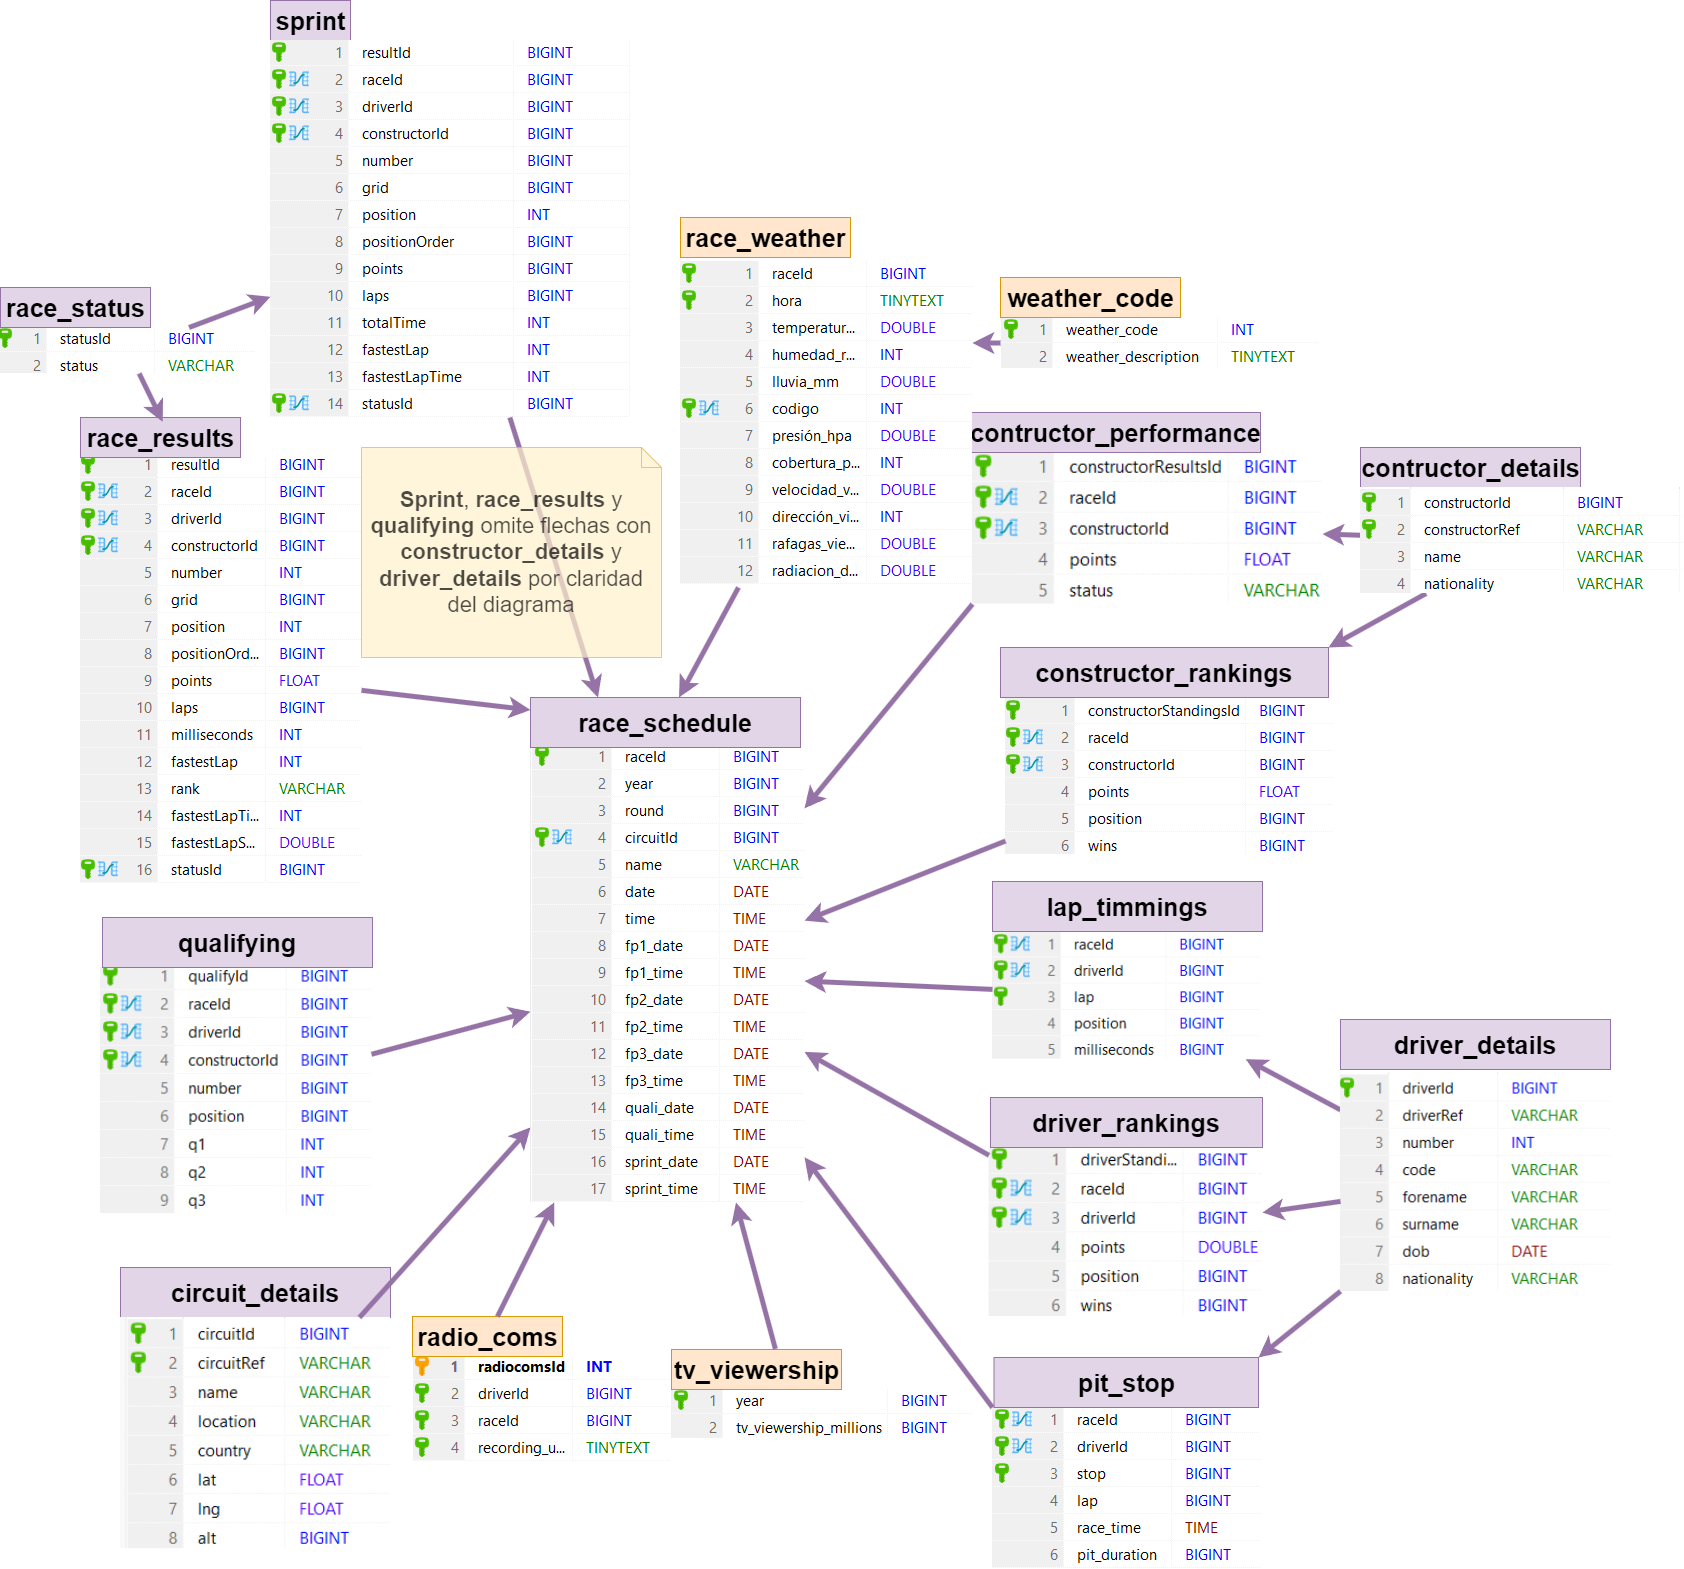 sprint
1 resultId BIGINT
2 raceId BIGINT
3 driverId BIGINT
4 constructorId BIGINT
5 number BIGINT
6 grid BIGINT
7 position INT
8 positionOrder BIGINT
9 points BIGINT
10 laps BIGINT
11 totalTime INT
12 fastestLap INT
13 fastestLapTime INT
14 statusId BIGINT
race_status
1 statusId BIGINT
2 status VARCHAR
race_results
1 resultId BIGINT
2 raceId BIGINT
3 driverId BIGINT
4 constructorId BIGINT
5 number INT
6 grid BIGINT
7 position INT
8 positionOrd... BIGINT
9 points FLOAT
10 laps BIGINT
11 milliseconds INT
12 fastestLap INT
13 rank VARCHAR
14 fastestLapTi... INT
15 fastestLapS... DOUBLE
16 statusId BIGINT
Sprint, race_results y
qualifying omite flechas con
constructor_details y
driver_details por claridad
del diagrama
race_weather
1 raceId BIGINT
2 hora TINYTEXT
3 temperatur... DOUBLE
4 humedad_r... INT
5 lluvia_mm DOUBLE
6 codigo INT
7 presión_hpa DOUBLE
8 cobertura_p... INT
9 velocidad_v... DOUBLE
10 dirección_vi... INT
11 rafagas_vie... DOUBLE
12 radiacion_d... DOUBLE
weather_code
1 weather_code INT
2 weather_description TINYTEXT
contructor_performance
1 constructorResultsId BIGINT
2 raceId BIGINT
3 constructorId BIGINT
4 points FLOAT
5 status VARCHAR
contructor_details
1 constructorId BIGINT
2 constructorRef VARCHAR
3 name VARCHAR
4 nationality VARCHAR
constructor_rankings
1 constructorStandingsId BIGINT
2 raceId BIGINT
3 constructorId BIGINT
4 points FLOAT
5 position BIGINT
6 wins BIGINT
race_schedule
1 raceId BIGINT
2 year BIGINT
3 round BIGINT
4 circuitId BIGINT
5 name VARCHAR
6 date DATE
7 time TIME
8 fp1_date DATE
9 fp1_time TIME
10 fp2_date DATE
11 fp2_time TIME
12 fp3_date DATE
13 fp3_time TIME
14 quali_date DATE
15 quali_time TIME
16 sprint_date DATE
17 sprint_time TIME
lap_timmings
1 raceId BIGINT
2 driverId BIGINT
3 lap BIGINT
4 position BIGINT
5 milliseconds BIGINT
qualifying
1 qualifyId BIGINT
2 raceId BIGINT
3 driverId BIGINT
4 constructorId BIGINT
5 number BIGINT
6 position BIGINT
7 q1 INT
8 q2 INT
9 q3 INT
driver_details
1 driverId BIGINT
2 driverRef VARCHAR
3 number INT
4 code VARCHAR
5 forename VARCHAR
6 surname VARCHAR
7 dob DATE
8 nationality VARCHAR
driver_rankings
1 driverStandi... BIGINT
2 raceId BIGINT
3 driverId BIGINT
4 points DOUBLE
5 position BIGINT
6 wins BIGINT
circuit_details
1 circuitId BIGINT
2 circuitRef VARCHAR
3 name VARCHAR
4 location VARCHAR
5 country VARCHAR
6 lat FLOAT
7 lng FLOAT
8 alt BIGINT
radio_coms
1 radiocomsId INT
2 driverId BIGINT
3 raceId BIGINT
4 recording_u... TINYTEXT
tv_viewership
1 year BIGINT
2 tv_viewership_millions BIGINT
pit_stop
1 raceId BIGINT
2 driverId BIGINT
3 stop BIGINT
4 lap BIGINT
5 race_time TIME
6 pit_duration BIGINT